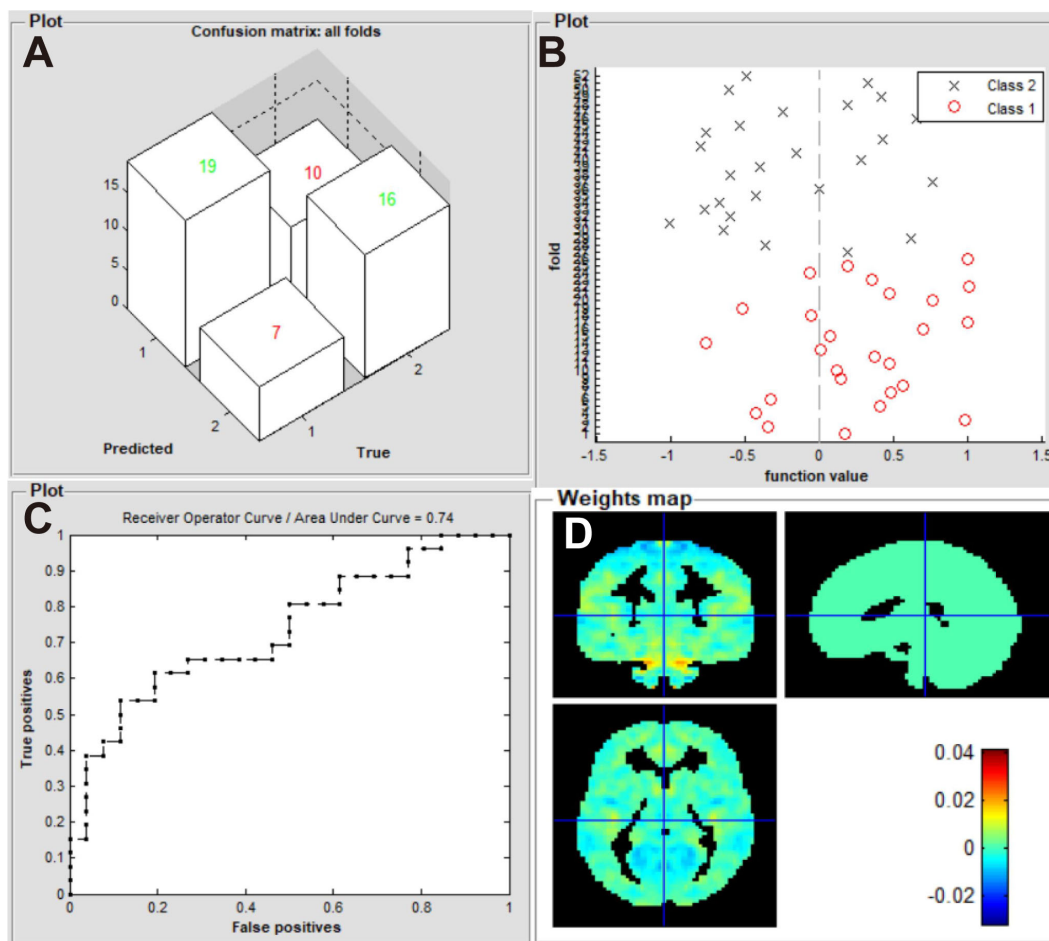 Plot
A
Confusion matrix: all folds
19
10
16
7
15
10
5
0
1
2
1
2
Predicted
True
Plot
B
Class 2
Class 1
fold
52
1
-1.5
-1
-0.5
0
0.5
1
1.5
function value
Plot
C
Receiver Operator Curve / Area Under Curve = 0.74
1
0.9
0.8
0.7
0.6
0.5
0.4
0.3
0.2
0.1
0
0
0.2
0.4
0.6
0.8
1
True positives
False positives
Weights map
D
0.04
0.02
0
-0.02